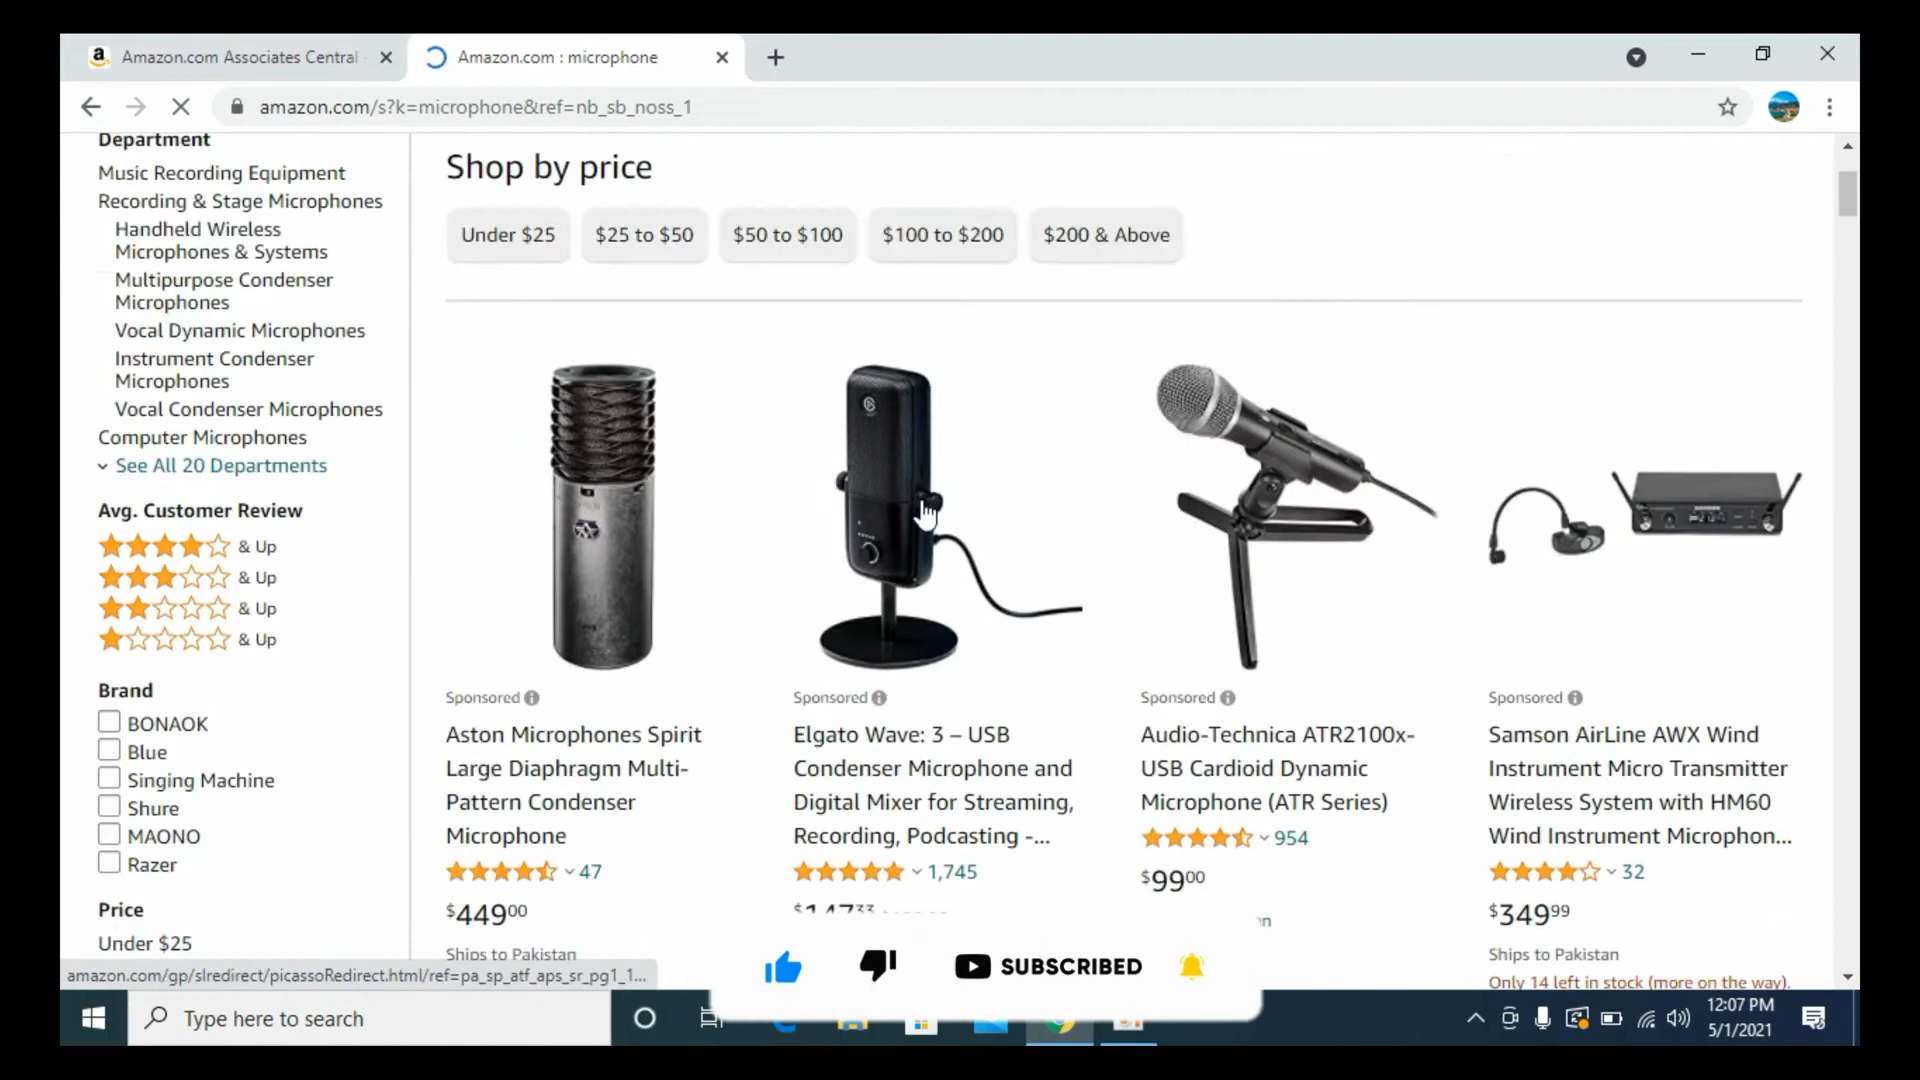 Amazon.com Associates Central
Amazon.com : microphone
amazon.com/s?k=microphone&ref=nb_sb_noss_1
Department
Music Recording Equipment
Recording & Stage Microphones
Handheld Wireless
Microphones & Systems
Multipurpose Condenser
Microphones
Vocal Dynamic Microphones
Instrument Condenser
Microphones
Vocal Condenser Microphones
Computer Microphones
See All 20 Departments
Avg. Customer Review
& Up
& Up
& Up
& Up
Brand
BONAOK
Blue
Singing Machine
Shure
MAONO
Razer
Price
Under $25
Shop by price
Under $25
$25 to $50
$50 to $100
$100 to $200
$200 & Above
Sponsored
Aston Microphones Spirit
Large Diaphragm Multi-
Pattern Condenser
Microphone
47
$44900
Ships to Pakistan
Sponsored
Elgato Wave: 3 – USB
Condenser Microphone and
Digital Mixer for Streaming,
Recording, Podcasting -...
1,745
$14733
Sponsored
Audio-Technica ATR2100x-
USB Cardioid Dynamic
Microphone (ATR Series)
954
$9900
Sponsored
Samson AirLine AWX Wind
Instrument Micro Transmitter
Wireless System with HM60
Wind Instrument Microphon...
32
$34999
Ships to Pakistan
Only 14 left in stock (more on the way).
amazon.com/gp/slredirect/picassoRedirect.html/ref=pa_sp_atf_aps_sr_pg1_1...
SUBSCRIBED
Type here to search
12:07 PM
5/1/2021